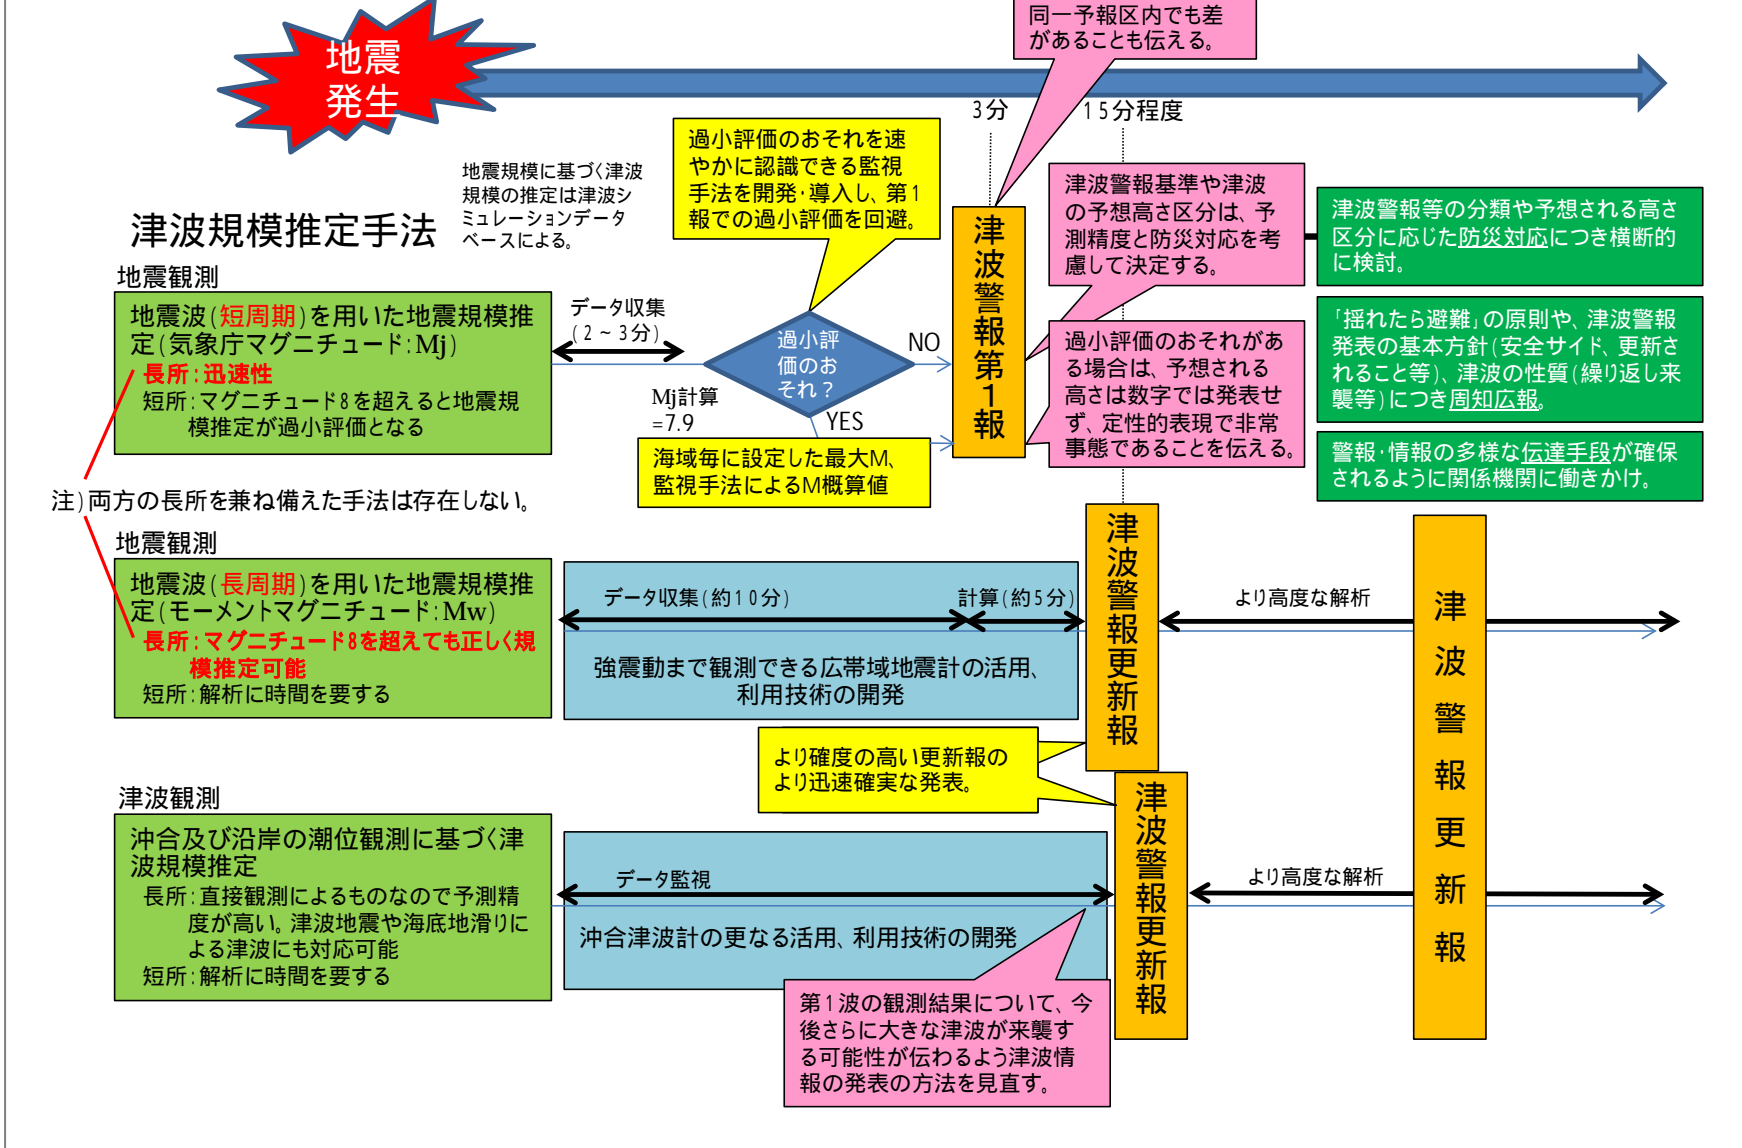 同一予報区内でも差
があることも伝える。
地震
発生
3分
15分程度
過小評価のおそれを速
やかに認識できる監視
手法を開発・導入し、第1
報での過小評価を回避。
地震規模に基づく津波
規模の推定は津波シ
ミュレーションデータ
ベースによる。
津波規模推定手法
津波警報基準や津波
の予想高さ区分は、予
測精度と防災対応を考
慮して決定する。
津波警報等の分類や予想される高さ
区分に応じた防災対応につき横断的
に検討。
地震観測
地震波(短周期)を用いた地震規模推
定(気象庁マグニチュード:Mj)
長所:迅速性
短所:マグニチュード8を超えると地震規
模推定が過小評価となる
データ収集
(2~3分)
過小評
価のお
それ?
NO
YES
Mj計算
=7.9
海域毎に設定した最大M、
監視手法によるM概算値
津波警報第1報
過小評価のおそれがあ
る場合は、予想される
高さは数字では発表せ
ず、定性的表現で非常
事態であることを伝える。
「揺れたら避難」の原則や、津波警報
発表の基本方針(安全サイド、更新さ
れること等)、津波の性質(繰り返し来
襲等)につき周知広報。
警報・情報の多様な伝達手段が確保
されるように関係機関に働きかけ。
注)両方の長所を兼ね備えた手法は存在しない。
地震観測
地震波(長周期)を用いた地震規模推
定(モーメントマグニチュード:Mw)
長所:マグニチュード8を超えても正しく規
模推定可能
短所:解析に時間を要する
データ収集(約10分)
計算(約5分)
強震動まで観測できる広帯域地震計の活用、
利用技術の開発
津波警報更新報
より高度な解析
津波警報更新報
より確度の高い更新報の
より迅速確実な発表。
津波観測
沖合及び沿岸の潮位観測に基づく津
波規模推定
長所:直接観測によるものなので予測精
度が高い。津波地震や海底地滑りに
よる津波にも対応可能
短所:解析に時間を要する
データ監視
沖合津波計の更なる活用、利用技術の開発
津波警報更新報
より高度な解析
第1波の観測結果について、今
後さらに大きな津波が来襲す
る可能性が伝わるよう津波情
報の発表の方法を見直す。